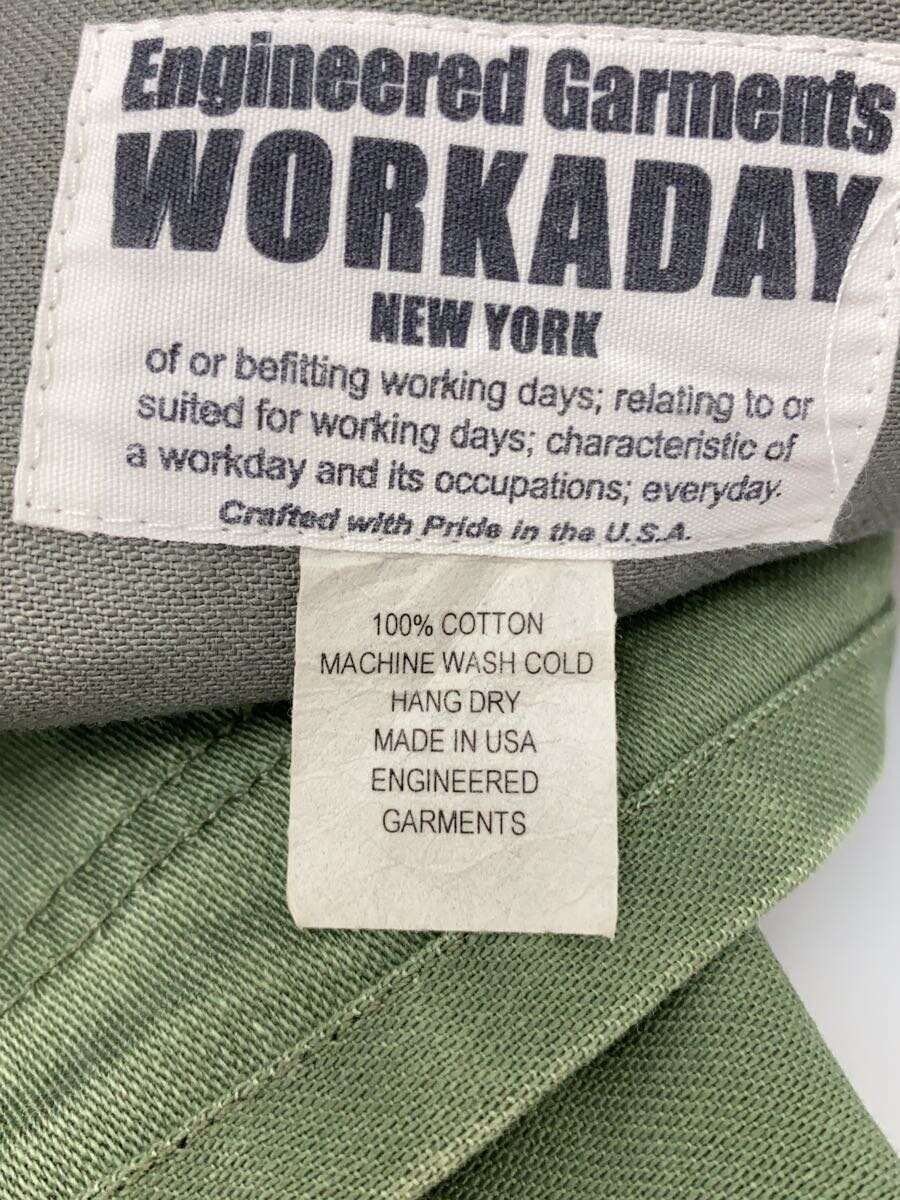 Engineered Garments
WORKADAY
NEW YORK
of or befitting working days; relating to or
suited for working days; characteristic of
a workday and its occupations; everyday.
Crafted with Pride in the U.S.A.
100% COTTON
MACHINE WASH COLD
HANG DRY
MADE IN USA
ENGINEERED
GARMENTS